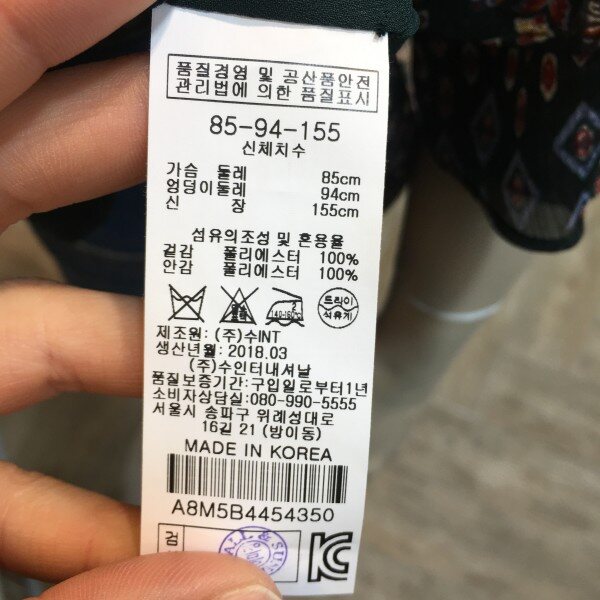 품질경영 및 공산품안전
관리법에 의한 품질표시
85-94-155
신체치수
가슴 둘레 85cm
엉덩이둘레 94cm
신 장 155cm
섬유의조성 및 혼용율
겉감 폴리에스터 100%
안감 폴리에스터 100%
140-160℃ 드라이
석유계
제조원: (주)수INT
생산년월: 2018.03
(주)수인터내셔날
품질보증기간: 구입일로부터1년
소비자상담실: 080-990-5555
서울시 송파구 위례성대로
16길 21 (방이동)
MADE IN KOREA
A8M5B4454350
검